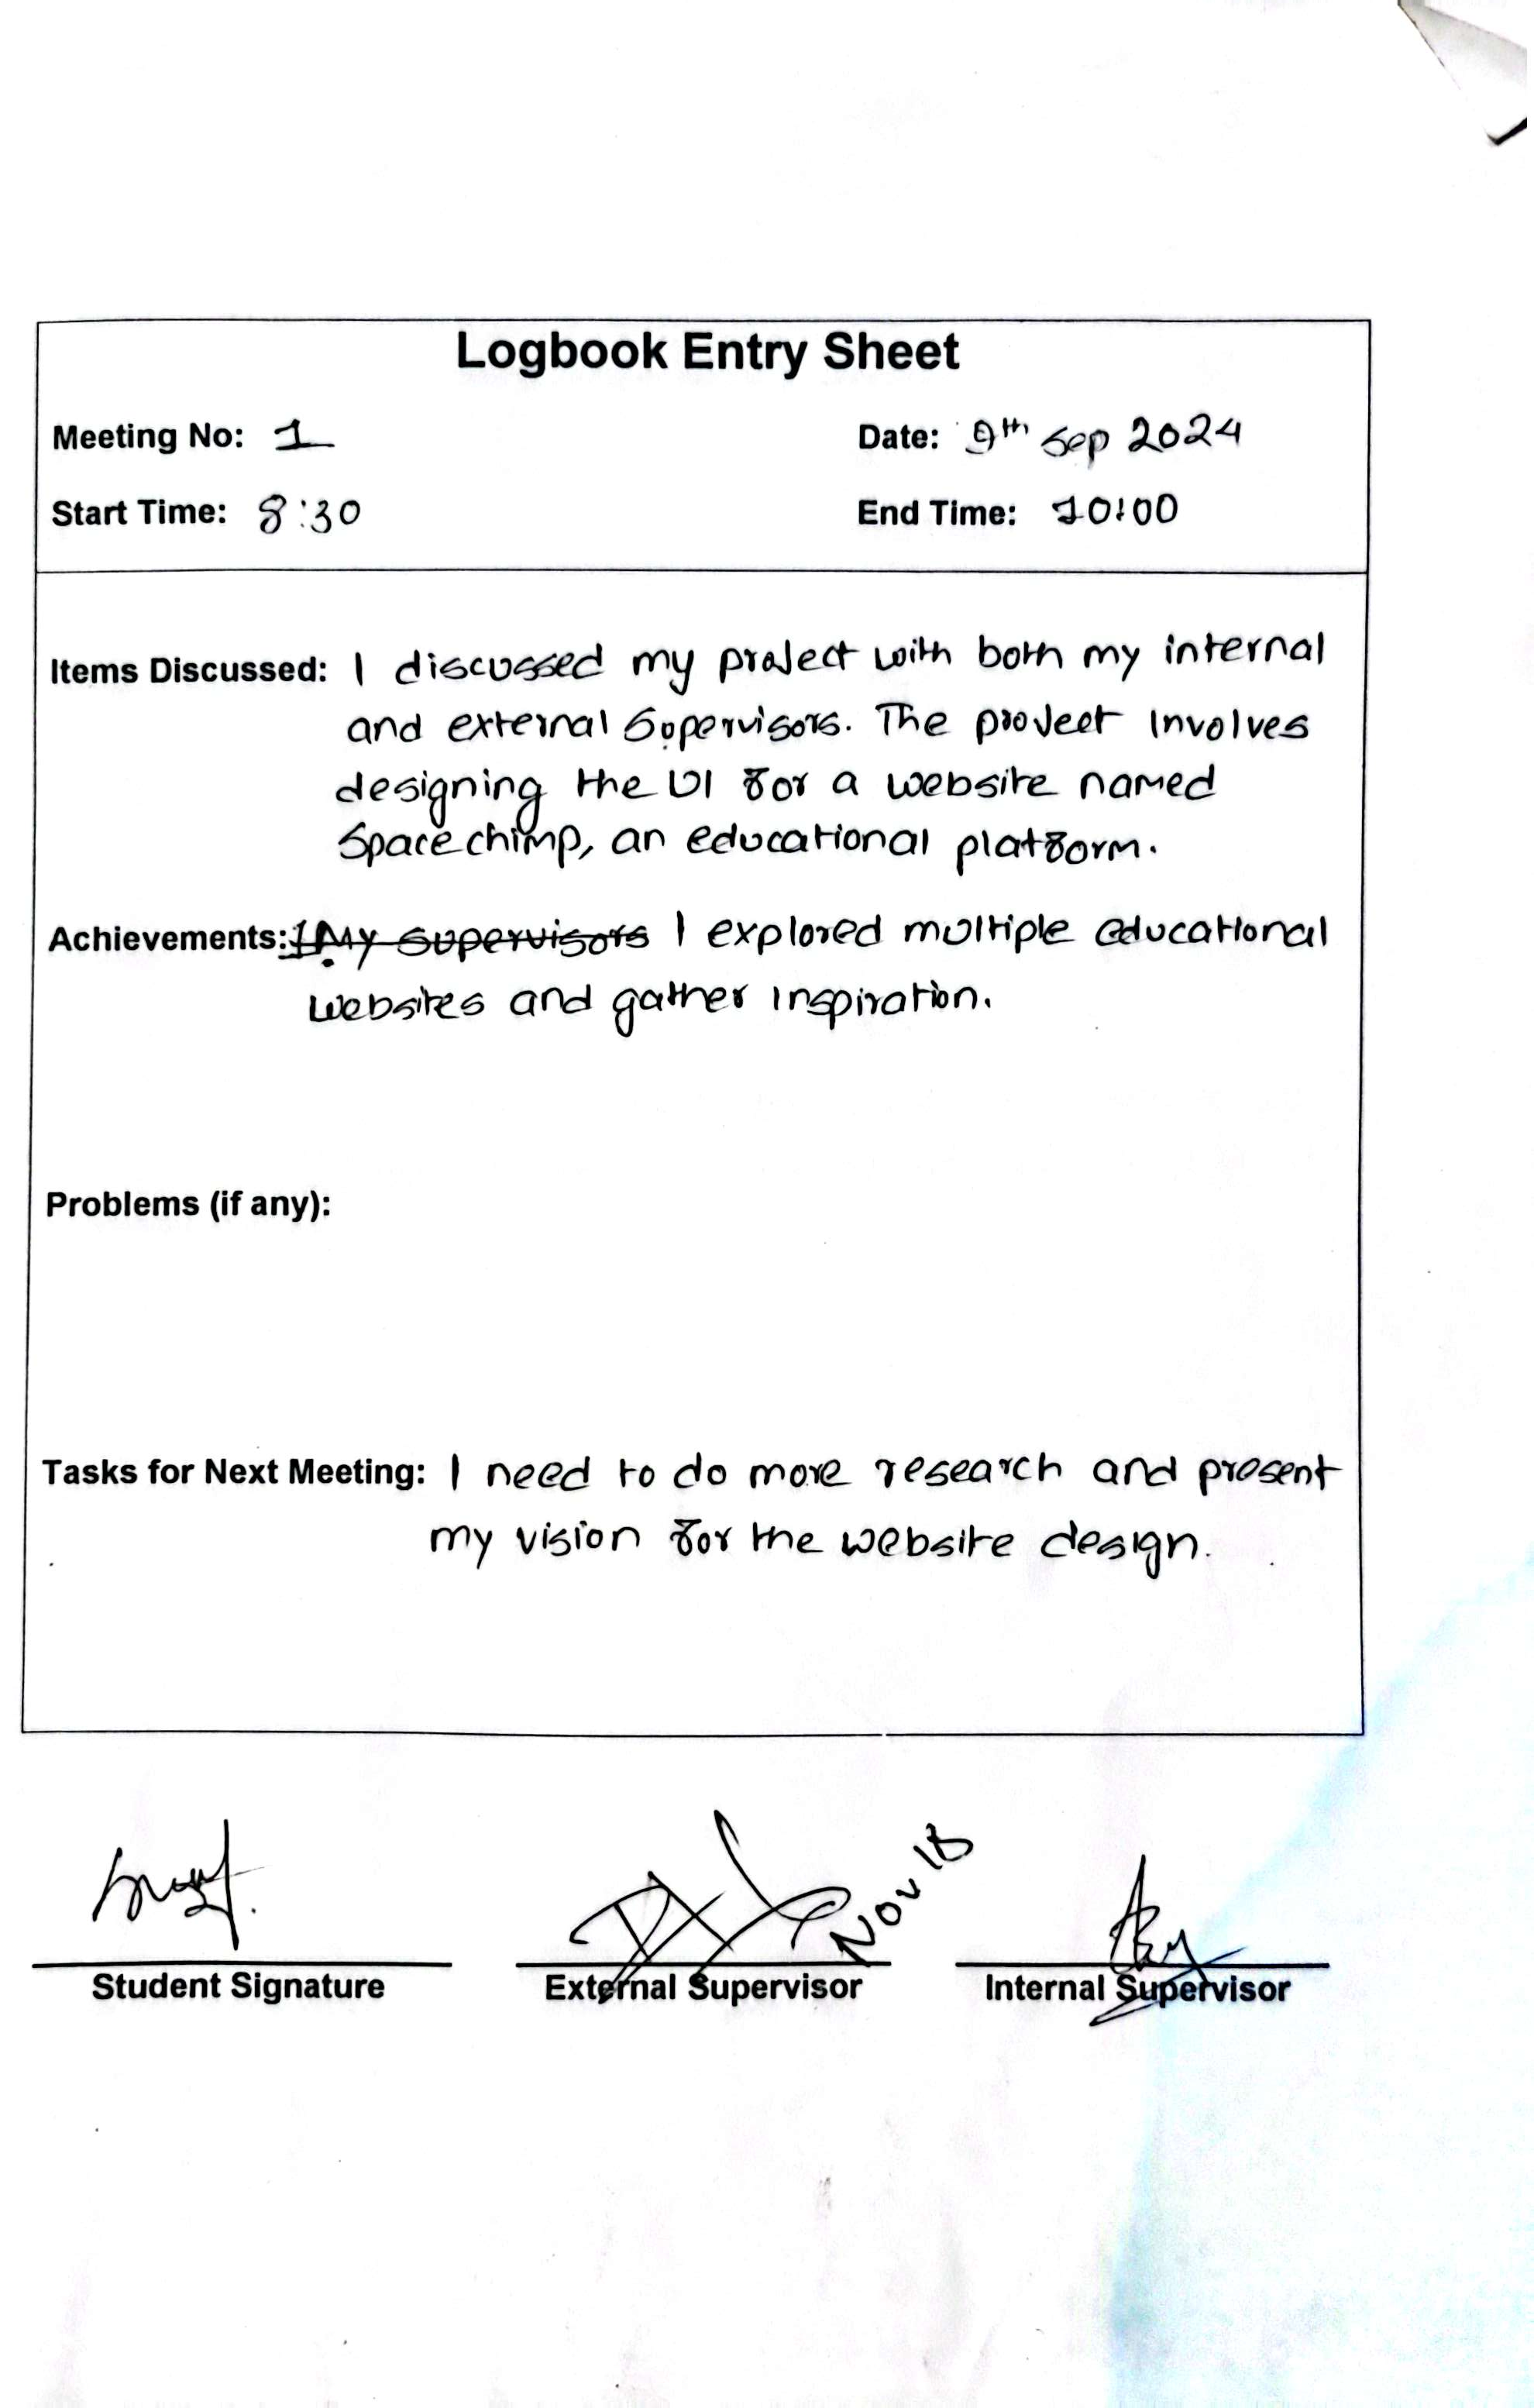 Logbook Entry Sheet
Meeting No: 1 Date: 9th Sep 2024
Start Time: 8:30 End Time: 10:00
Items Discussed: I discussed my project with both my internal
and external Supervisors. The project involves
designing the UI for a website named
Space chimp, an educational platform.
Achievements: 1. My supervisors I explored multiple educational
websites and gather inspiration.
Problems (if any):
Tasks for Next Meeting: I need to do more research and present
my vision for the website design.
Nov 18
Student Signature External Supervisor Internal Supervisor